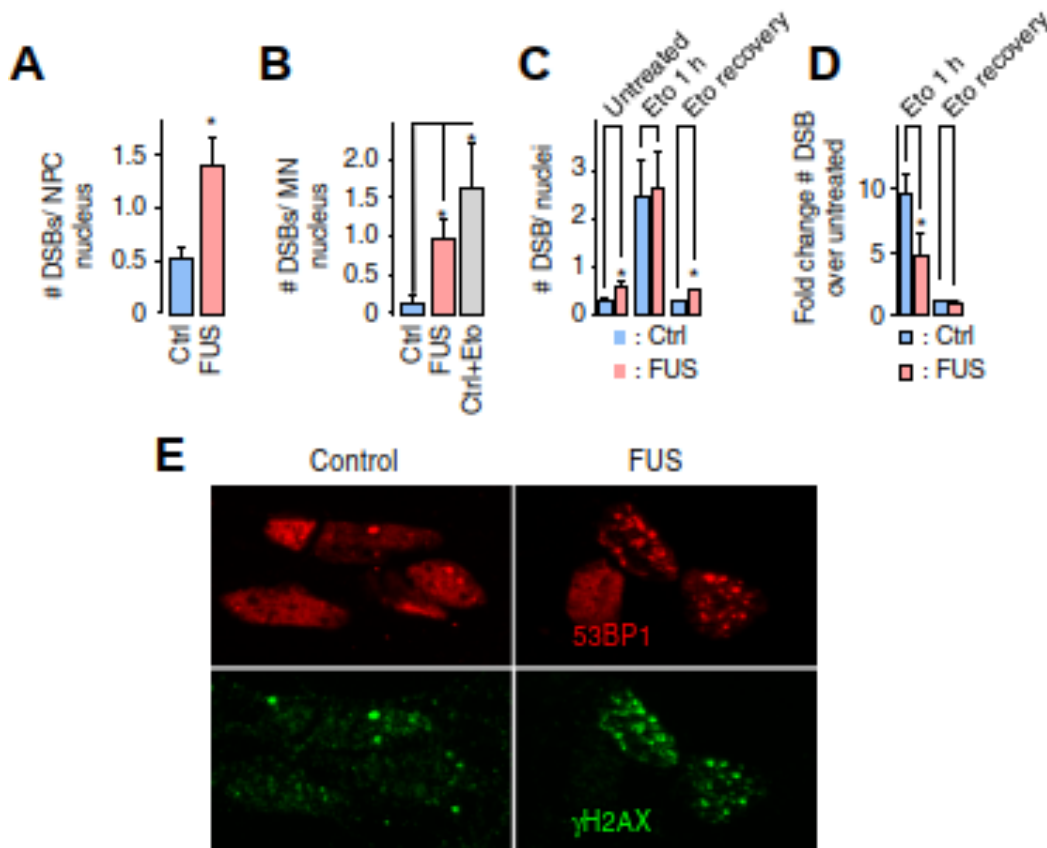 A
# DSBs/ NPC
nucleus
1.5
1.0
0.5
0
*
Ctrl
FUS
B
# DSBs/ MN
nucleus
2.0
1.5
1.0
0.5
0
*
*
Ctrl
FUS
Ctrl+Eto
C
Untreated
Eto 1 h
Eto recovery
# DSB/ nuclei
3
2
1
0
*
*
: Ctrl
: FUS
D
Eto 1 h
Eto recovery
Fold change # DSB
over untreated
10
5
0
*
: Ctrl
: FUS
E
Control
FUS
53BP1
γH2AX